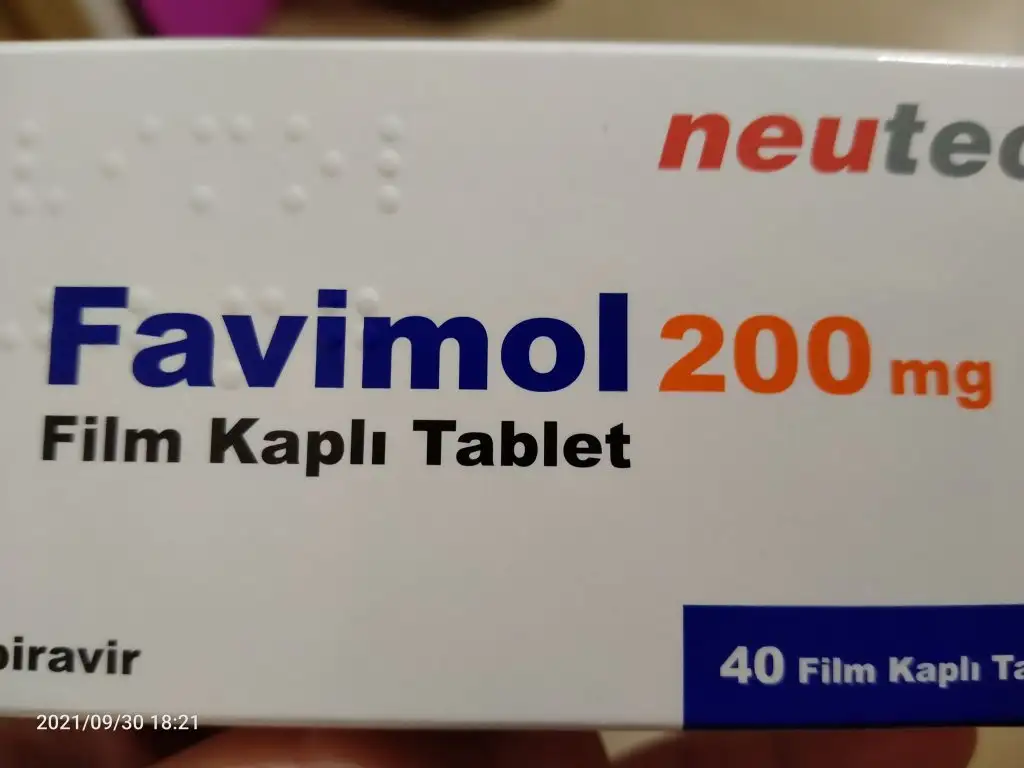 neutec
Favimol 200 mg
Film Kaplı Tablet
piravir
40 Film Kaplı Ta
2021/09/30 18:21